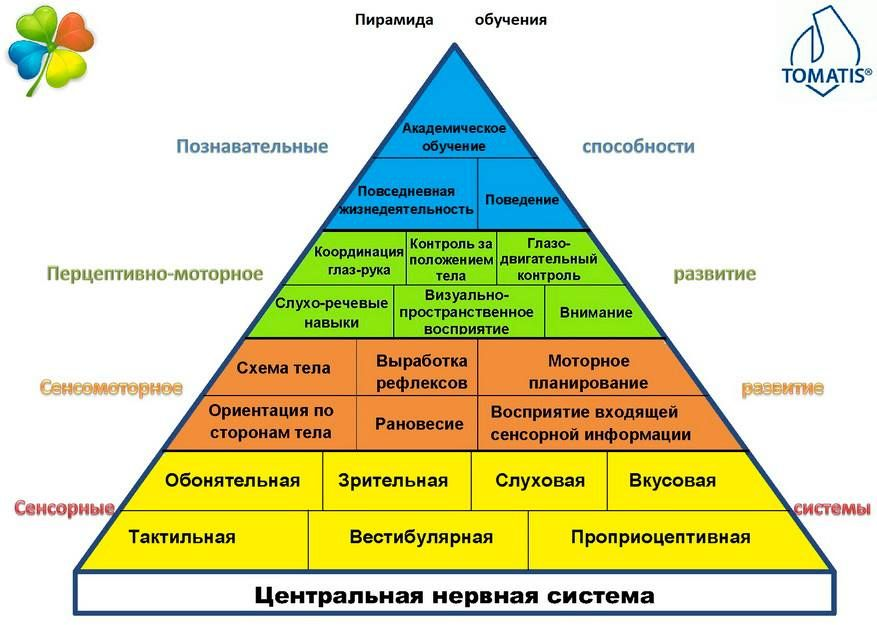 Пирамида обучения
TOMATIS®
Академическое
обучение
Познавательные способности
Повседневная
жизнедеятельность
Поведение
Координация
глаз-рука
Контроль за
положением
тела
Глазо-
двигательный
контроль
Перцептивно-моторное развитие
Слухо-речевые
навыки
Визуально-
пространственное
восприятие
Внимание
Схема тела
Выработка
рефлексов
Моторное
планирование
Сенсомоторное развитие
Ориентация по
сторонам тела
Рановесие
Восприятие входящей
сенсорной информации
Обонятельная
Зрительная
Слуховая
Вкусовая
Сенсорные системы
Тактильная
Вестибулярная
Проприоцептивная
Центральная нервная система